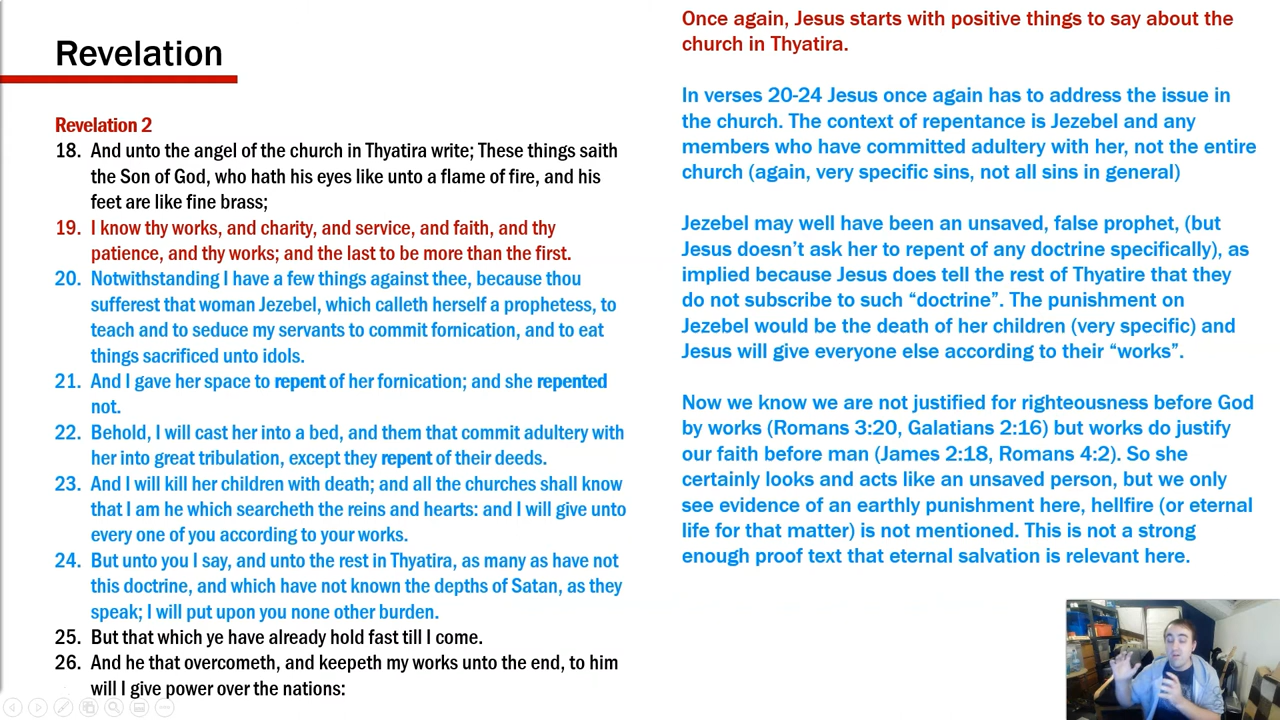 Revelation
Revelation 2
18. And unto the angel of the church in Thyatira write; These things saith
the Son of God, who hath his eyes like unto a flame of fire, and his
feet are like fine brass;
19. I know thy works, and charity, and service, and faith, and thy
patience, and thy works; and the last to be more than the first.
20. Notwithstanding I have a few things against thee, because thou
sufferest that woman Jezebel, which calleth herself a prophetess, to
teach and to seduce my servants to commit fornication, and to eat
things sacrificed unto idols.
21. And I gave her space to repent of her fornication; and she repented
not.
22. Behold, I will cast her into a bed, and them that commit adultery with
her into great tribulation, except they repent of their deeds.
23. And I will kill her children with death; and all the churches shall know
that I am he which searcheth the reins and hearts: and I will give unto
every one of you according to your works.
24. But unto you I say, and unto the rest in Thyatira, as many as have not
this doctrine, and which have not known the depths of Satan, as they
speak; I will put upon you none other burden.
25. But that which ye have already hold fast till I come.
26. And he that overcometh, and keepeth my works unto the end, to him
will I give power over the nations:
Once again, Jesus starts with positive things to say about the
church in Thyatira.
In verses 20-24 Jesus once again has to address the issue in
the church. The context of repentance is Jezebel and any
members who have committed adultery with her, not the entire
church (again, very specific sins, not all sins in general)
Jezebel may well have been an unsaved, false prophet, (but
Jesus doesn’t ask her to repent of any doctrine specifically), as
implied because Jesus does tell the rest of Thyatire that they
do not subscribe to such “doctrine”. The punishment on
Jezebel would be the death of her children (very specific) and
Jesus will give everyone else according to their “works”.
Now we know we are not justified for righteousness before God
by works (Romans 3:20, Galatians 2:16) but works do justify
our faith before man (James 2:18, Romans 4:2). So she
certainly looks and acts like an unsaved person, but we only
see evidence of an earthly punishment here, hellfire (or eternal
life for that matter) is not mentioned. This is not a strong
enough proof text that eternal salvation is relevant here.